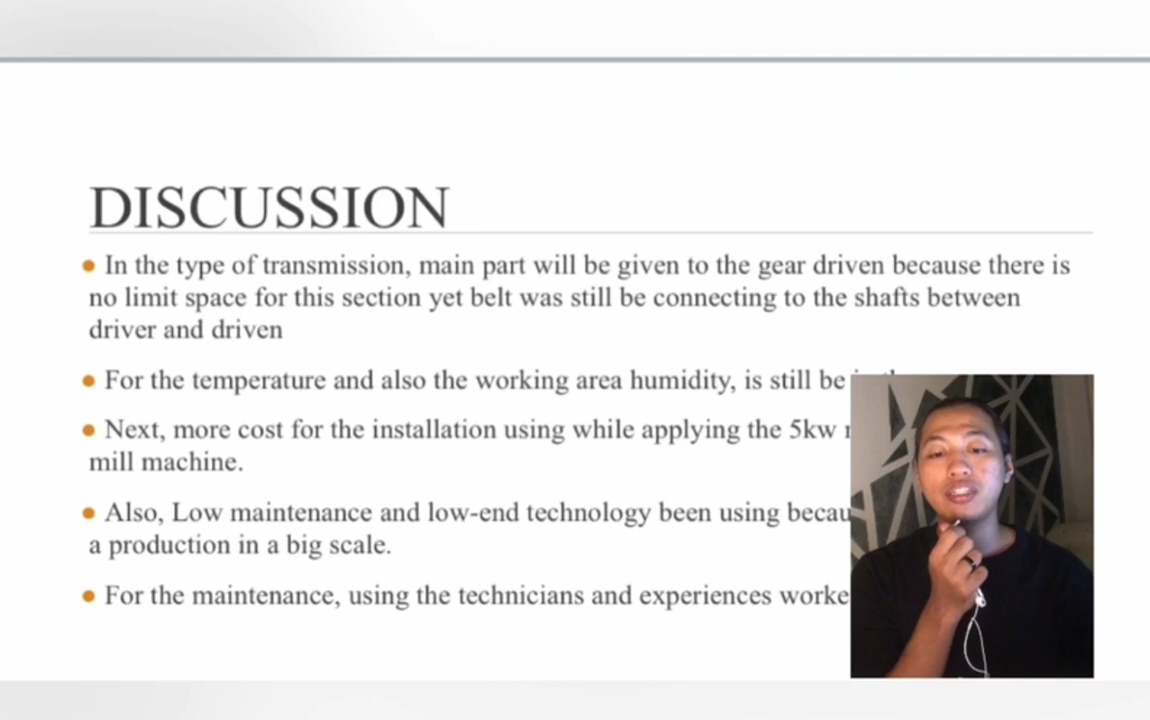 DISCUSSION
In the type of transmission, main part will be given to the gear driven because there is
no limit space for this section yet belt was still be connecting to the shafts between
driver and driven
For the temperature and also the working area humidity, is still be
Next, more cost for the installation using while applying the 5kw
mill machine.
Also, Low maintenance and low-end technology been using
a production in a big scale.
For the maintenance, using the technicians and experiences